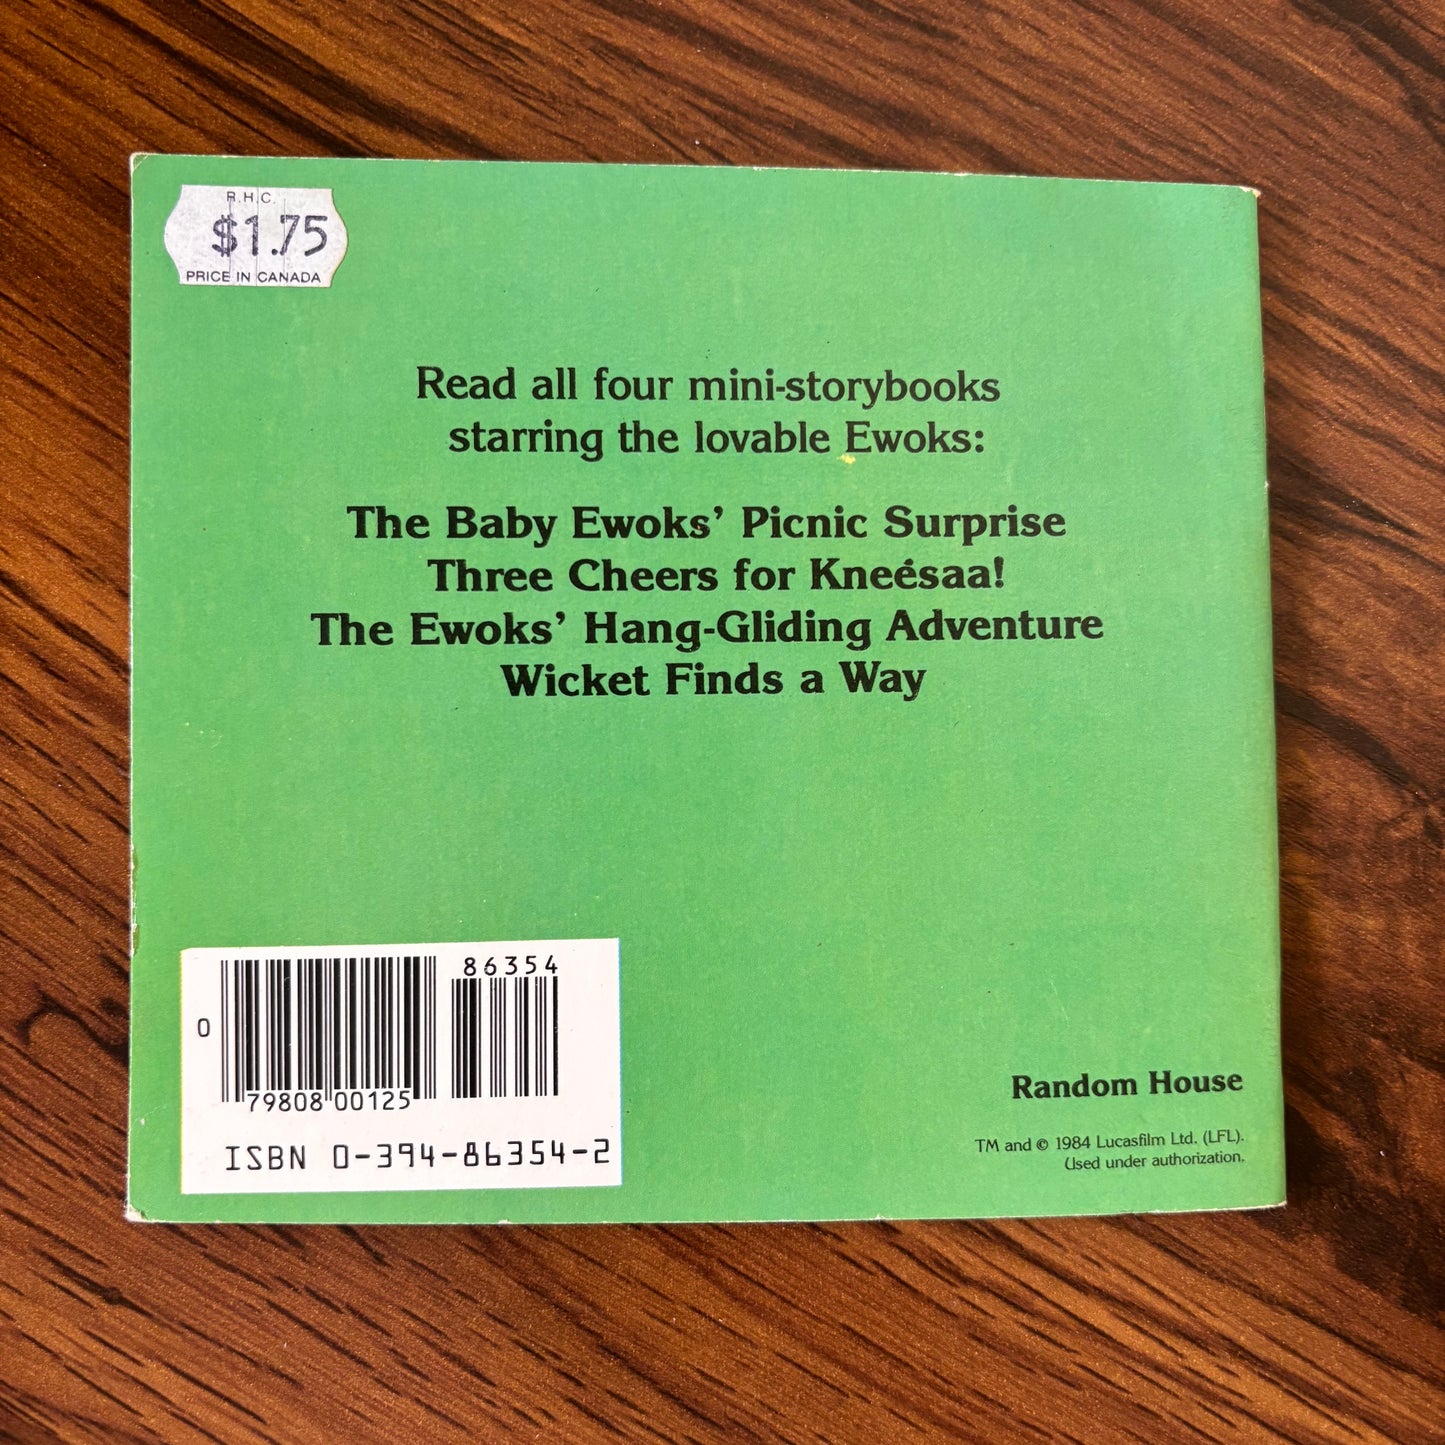 R.H.C.
$1.75
PRICE IN CANADA
Read all four mini-storybooks
starring the lovable Ewoks:
The Baby Ewoks’ Picnic Surprise
Three Cheers for Kneésaa!
The Ewoks’ Hang-Gliding Adventure
Wicket Finds a Way
86354
0
79808 00125
ISBN 0-394-86354-2
Random House
TM and © 1984 Lucasfilm Ltd. (LFL).
Used under authorization.